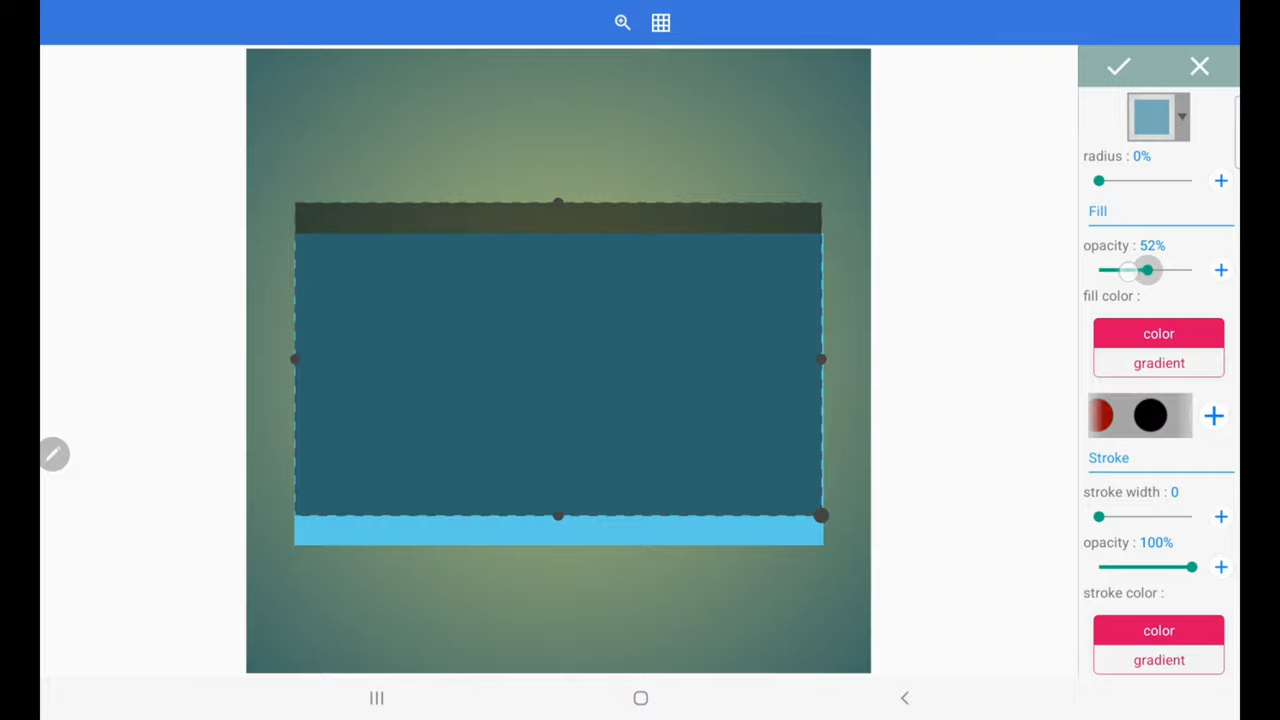 radius : 0%
Fill
opacity : 52%
fill color :
color
gradient
Stroke
stroke width : 0
opacity : 100%
stroke color :
color
gradient